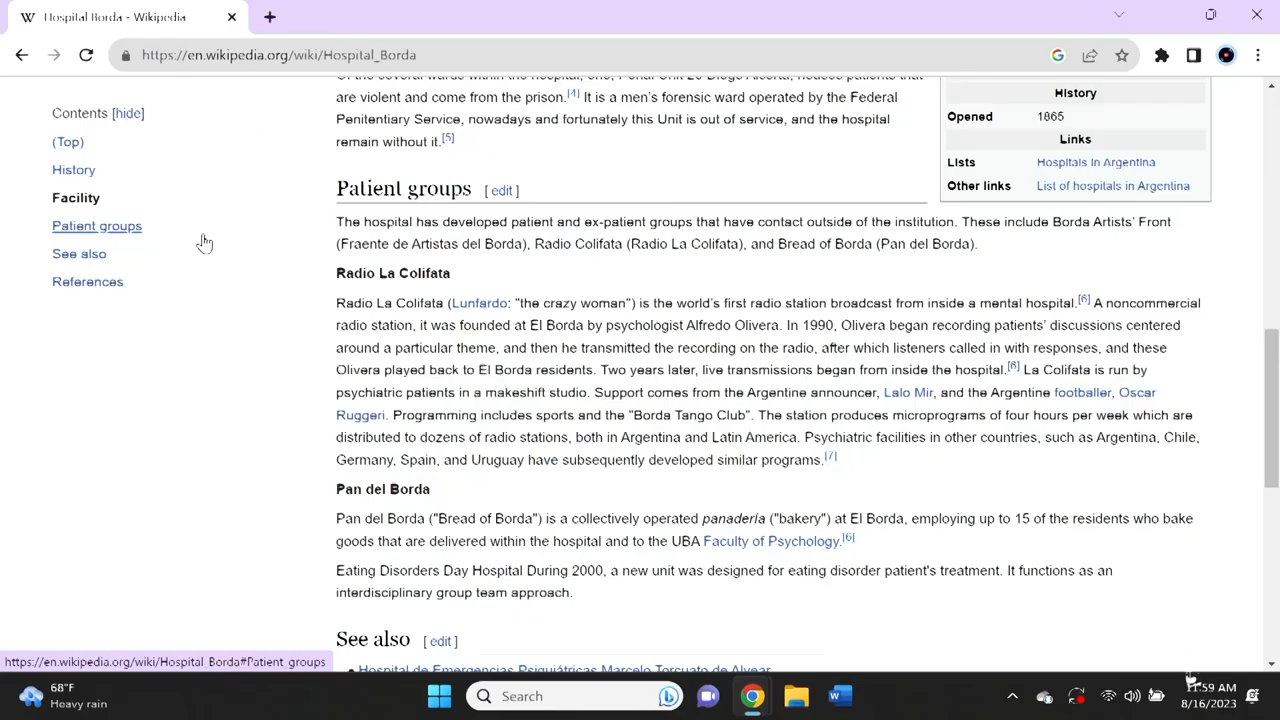 Hospital Borda - Wikipedia
https://en.wikipedia.org/wiki/Hospital_Borda
are violent and come from the prison.[4] It is a men's forensic ward operated by the Federal
Penitentiary Service, nowadays and fortunately this Unit is out of service, and the hospital
remain without it.[5]
History
Opened 1865
Links
Lists Hospitals in Argentina
Other links List of hospitals in Argentina
Contents [hide]
(Top)
History
Facility
Patient groups
See also
References
Patient groups [ edit ]
The hospital has developed patient and ex-patient groups that have contact outside of the institution. These include Borda Artists' Front
(Fraente de Artistas del Borda), Radio Colifata (Radio La Colifata), and Bread of Borda (Pan del Borda).
Radio La Colifata
Radio La Colifata (Lunfardo: "the crazy woman") is the world's first radio station broadcast from inside a mental hospital.[6] A noncommercial
radio station, it was founded at El Borda by psychologist Alfredo Olivera. In 1990, Olivera began recording patients' discussions centered
around a particular theme, and then he transmitted the recording on the radio, after which listeners called in with responses, and these
Olivera played back to El Borda residents. Two years later, live transmissions began from inside the hospital.[6] La Colifata is run by
psychiatric patients in a makeshift studio. Support comes from the Argentine announcer, Lalo Mir, and the Argentine footballer, Oscar
Ruggeri. Programming includes sports and the "Borda Tango Club". The station produces microprograms of four hours per week which are
distributed to dozens of radio stations, both in Argentina and Latin America. Psychiatric facilities in other countries, such as Argentina, Chile,
Germany, Spain, and Uruguay have subsequently developed similar programs.[7]
Pan del Borda
Pan del Borda ("Bread of Borda") is a collectively operated panadería ("bakery") at El Borda, employing up to 15 of the residents who bake
goods that are delivered within the hospital and to the UBA Faculty of Psychology.[6]
Eating Disorders Day Hospital During 2000, a new unit was designed for eating disorder patient's treatment. It functions as an
interdisciplinary group team approach.
See also [ edit ]
Hospital de Emergencias Psiquiátricas Marcelo Torcuato de Alvear
https://en.wikipedia.org/wiki/Hospital_Borda#Patient_groups
68°F
Heavy rain
Search
11:59 AM
8/16/2023